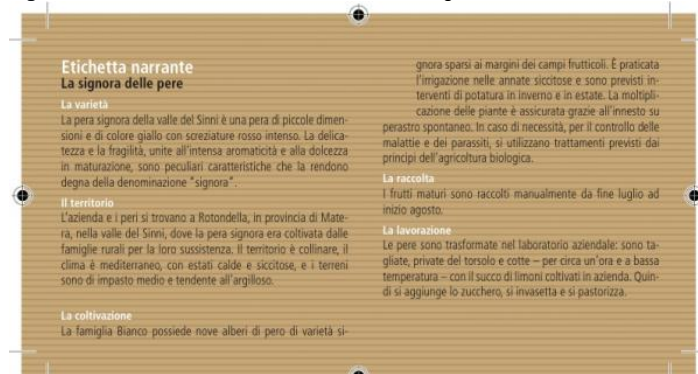 Etichetta narrante
La signora delle pere
La varietà
La pera signora della valle del Sinni è una pera di piccole dimen-
sioni e di colore giallo con screziature rosso intenso. La delica-
tezza e la fragilità, unite all'intensa aromaticità e alla dolcezza
in maturazione, sono peculiari caratteristiche che la rendono
degna della denominazione "signora".
Il territorio
L'azienda e i peri si trovano a Rotondella, in provincia di Mate-
ra, nella valle del Sinni, dove la pera signora era coltivata dalle
famiglie rurali per la loro sussistenza. Il territorio è collinare, il
clima è mediterraneo, con estati calde e siccitose, e i terreni
sono di impasto medio e tendente all'argilloso.
La coltivazione
La famiglia Bianco possiede nove alberi di pero di varietà si-
gnora sparsi ai margini dei campi frutticoli. È praticata
l'irrigazione nelle annate siccitose e sono previsti in-
terventi di potatura in inverno e in estate. La moltipli-
cazione delle piante è assicurata grazie all'innesto su
perastro spontaneo. In caso di necessità, per il controllo delle
malattie e dei parassiti, si utilizzano trattamenti previsti dai
principi dell'agricoltura biologica.
La raccolta
I frutti maturi sono raccolti manualmente da fine luglio ad
inizio agosto.
La lavorazione
Le pere sono trasformate nel laboratorio aziendale: sono ta-
gliate, private del torsolo e cotte – per circa un'ora e a bassa
temperatura – con il succo di limoni coltivati in azienda. Quin-
di si aggiunge lo zucchero, si invasetta e si pastorizza.